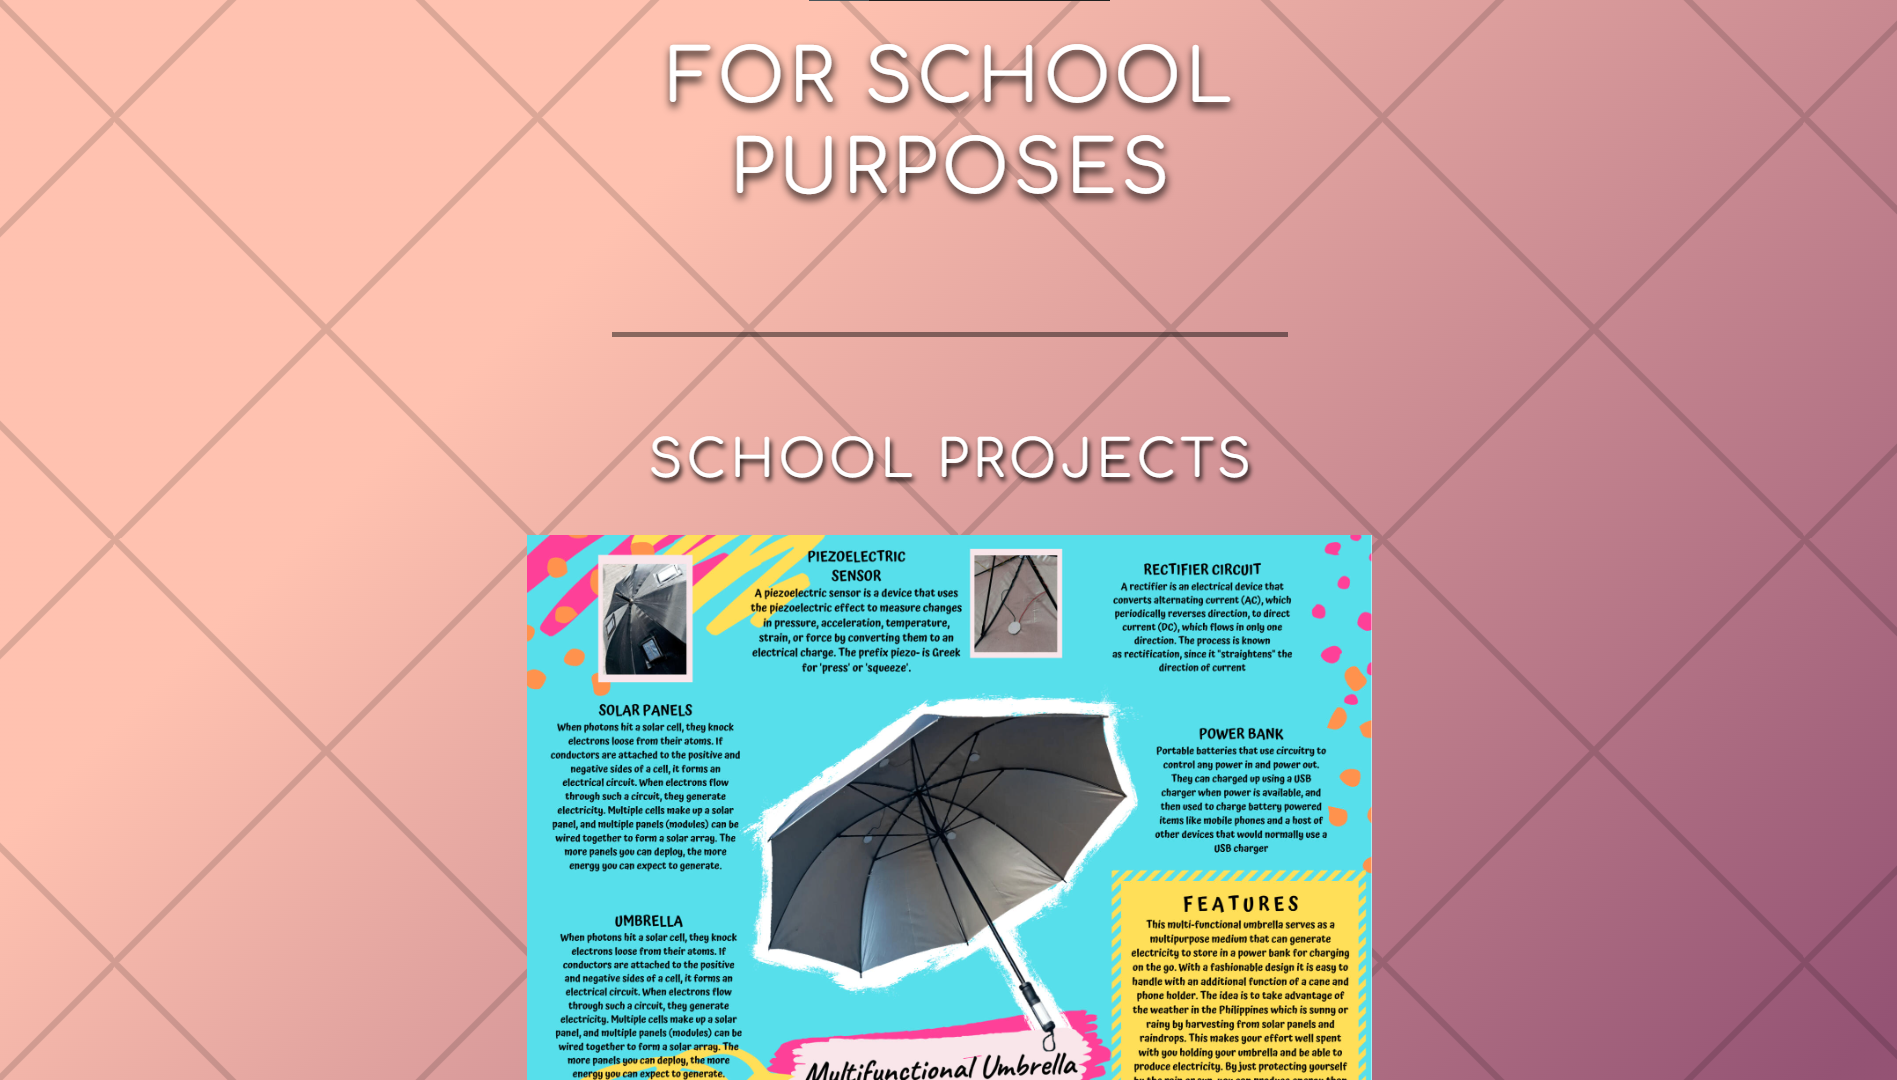 FOR SCHOOL
PURPOSES
SCHOOL PROJECTS
PIEZOELECTRIC
SENSOR
A piezoelectric sensor is a device that uses
the piezoelectric effect to measure changes
in pressure, acceleration, temperature,
strain, or force by converting them to an
electrical charge. The prefix piezo- is Greek
for 'press' or 'squeeze'.
RECTIFIER CIRCUIT
A rectifier is an electrical device that
converts alternating current (AC), which
periodically reverses direction, to direct
current (DC), which flows in only one
direction. The process is known
as rectification, since it "straightens" the
direction of current
SOLAR PANELS
When photons hit a solar cell, they knock
electrons loose from their atoms. If
conductors are attached to the positive and
negative sides of a cell, it forms an
electrical circuit. When electrons flow
through such a circuit, they generate
electricity. Multiple cells make up a solar
panel, and multiple panels (modules) can be
wired together to form a solar array. The
more panels you can deploy, the more
energy you can expect to generate.
POWER BANK
Portable batteries that use circuitry to
control any power in and power out.
They can charged up using a USB
charger when power is available, and
then used to charge battery powered
items like mobile phones and a host of
other devices that would normally use a
USB charger
UMBRELLA
When photons hit a solar cell, they knock
electrons loose from their atoms. If
conductors are attached to the positive
and negative sides of a cell, it forms an
electrical circuit. When electrons flow
through such a circuit, they generate
electricity. Multiple cells make up a solar
panel, and multiple panels (modules) can be
wired together to form a solar array. The
more panels you can deploy, the more
energy you can expect to generate.
FEATURES
This multi-functional umbrella serves as a
multipurpose medium that can generate
electricity to store in a power bank for charging
on the go. With a fashionable design it is easy to
handle with an additional function of a cane and
phone holder. The idea is to take advantage of
the weather in the Philippines which is sunny or
rainy by harvesting from solar panels and
raindrops. This makes your effort well spent
with you holding your umbrella and be able to
produce electricity. By just protecting yourself
Multifunctional Umbrella